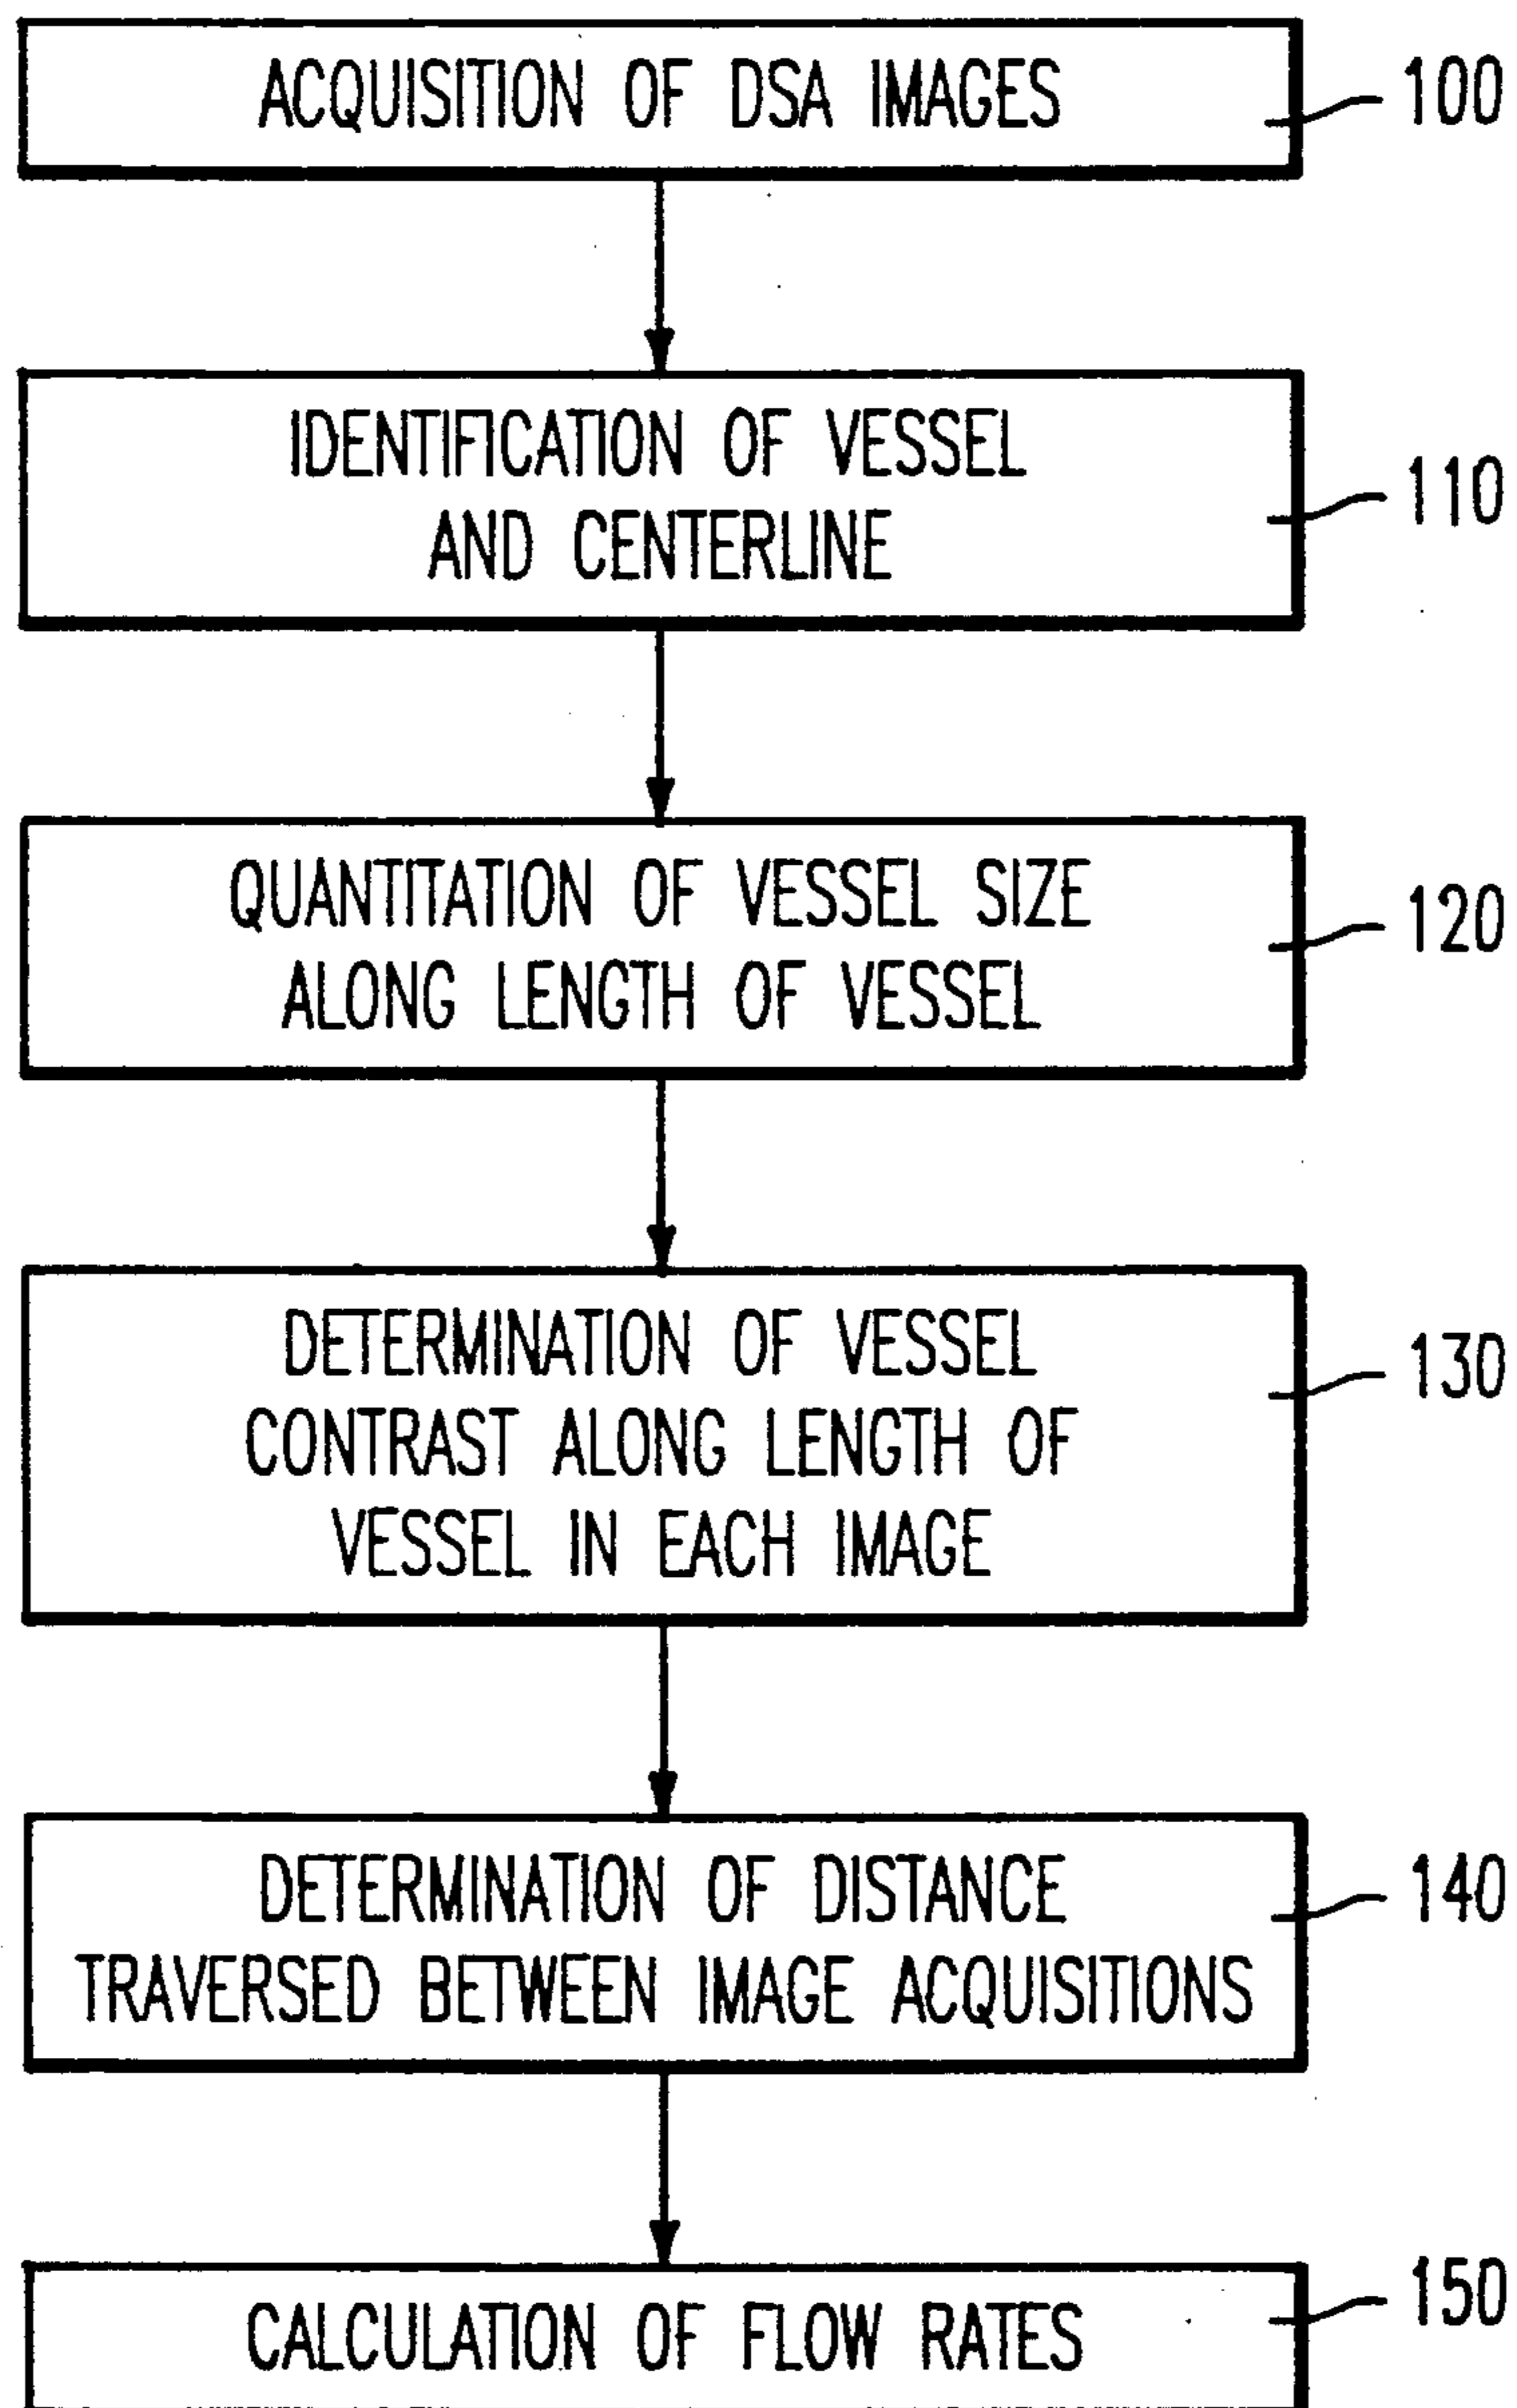 ACQUISITION OF DSA IMAGES
100
IDENTIFICATION OF VESSEL
AND CENTERLINE
110
QUANTITATION OF VESSEL SIZE
ALONG LENGTH OF VESSEL
120
DETERMINATION OF VESSEL
CONTRAST ALONG LENGTH OF
VESSEL IN EACH IMAGE
130
DETERMINATION OF DISTANCE
TRAVERSED BETWEEN IMAGE ACQUISITIONS
140
CALCULATION OF FLOW RATES
150